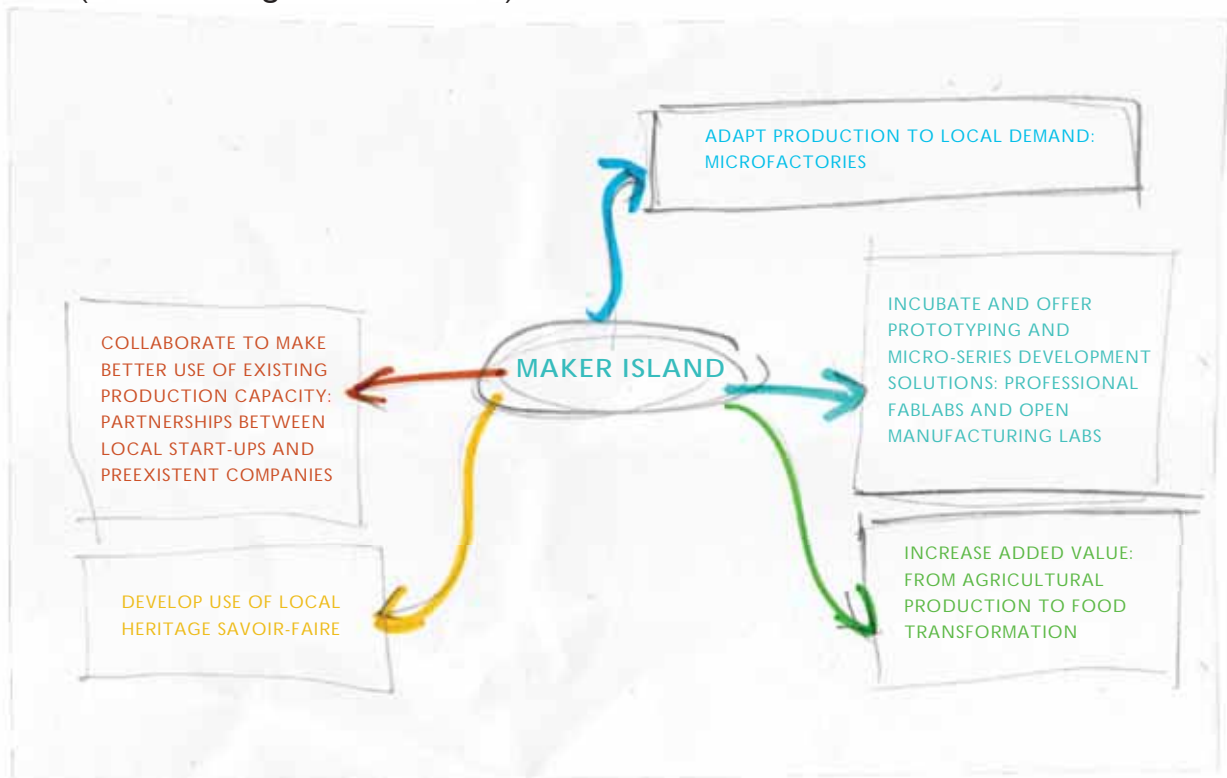 ADAPT PRODUCTION TO LOCAL DEMAND:
MICROFACTORIES
INCUBATE AND OFFER
PROTOTYPING AND
MICRO-SERIES DEVELOPMENT
SOLUTIONS: PROFESSIONAL
FABLABS AND OPEN
MANUFACTURING LABS
COLLABORATE TO MAKE
BETTER USE OF EXISTING
PRODUCTION CAPACITY:
PARTNERSHIPS BETWEEN
LOCAL START-UPS AND
PREEXISTENT COMPANIES
MAKER ISLAND
INCREASE ADDED VALUE:
FROM AGRICULTURAL
PRODUCTION TO FOOD
TRANSFORMATION
DEVELOP USE OF LOCAL
HERITAGE SAVOIR-FAIRE